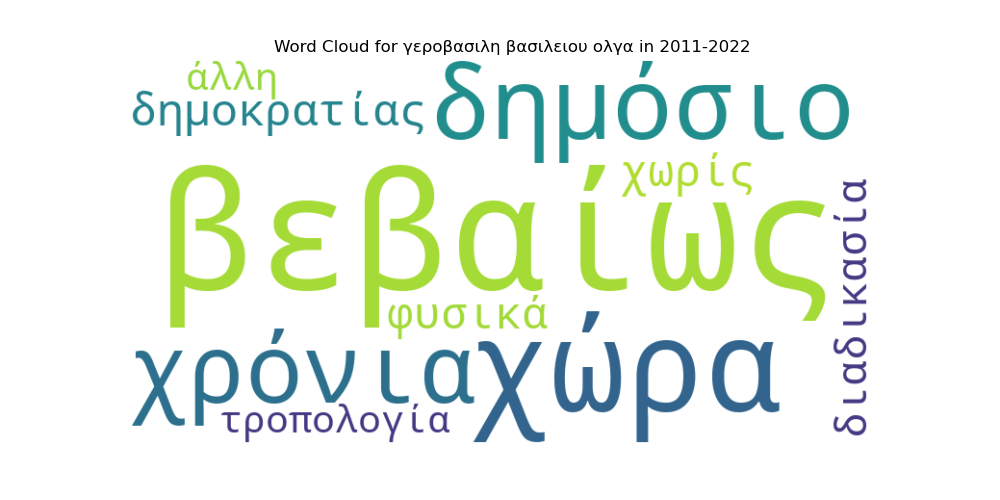 Word Cloud for γεροβασιλη βασιλειου ολγα in 2011-2022
άλλη
δημοκρατίας
δημόσιο
χωρίς
βεβαίως
διαδικασία
φυσικά
χρόνια
χώρα
τροπολογία